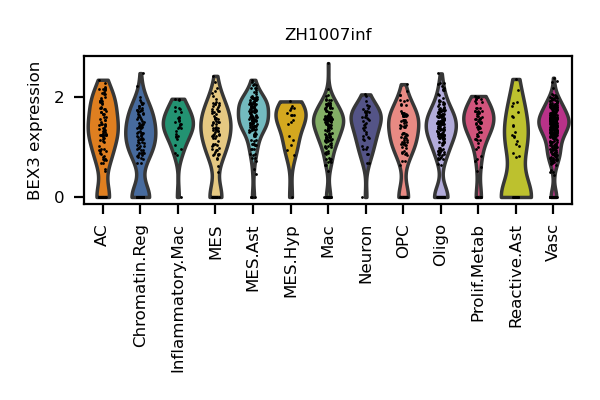 ZH1007inf
BEX3 expression
2
0
AC
Chromatin.Reg
Inflammatory.Mac
MES
MES.Ast
MES.Hyp
Mac
Neuron
OPC
Oligo
Prolif.Metab
Reactive.Ast
Vasc